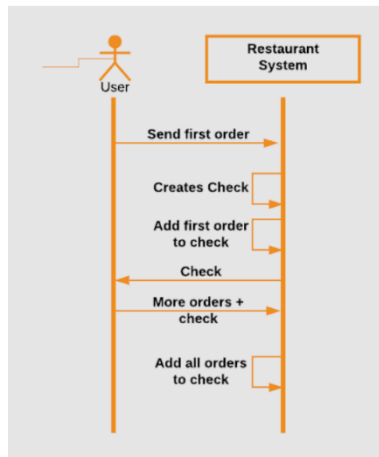 Restaurant
System
User
Send first order
Creates Check
Add first order
to check
Check
More orders +
check
Add all orders
to check